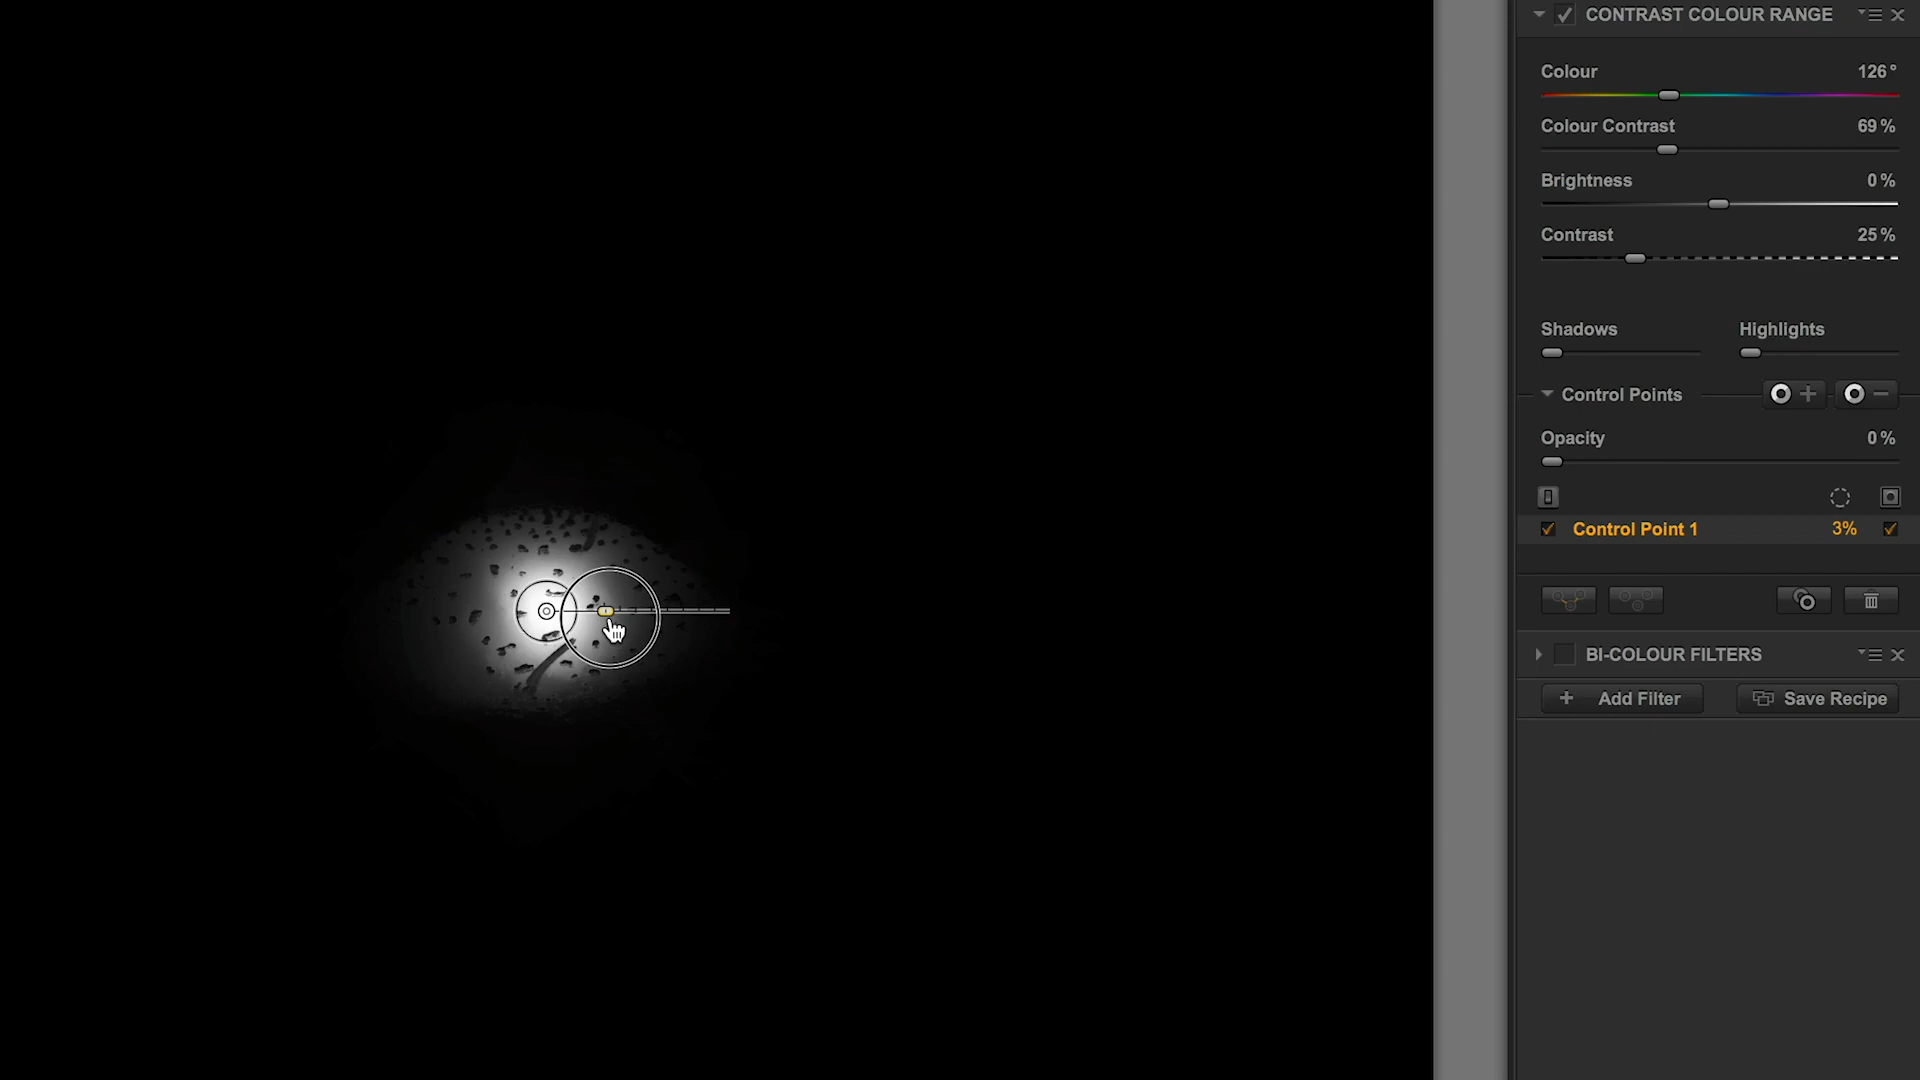 CONTRAST COLOUR RANGE
Colour 126°
Colour Contrast 69 %
Brightness 0 %
Contrast 25 %
Shadows Highlights
Control Points
Opacity 0 %
Control Point 1 3%
BI-COLOUR FILTERS
Add Filter Save Recipe